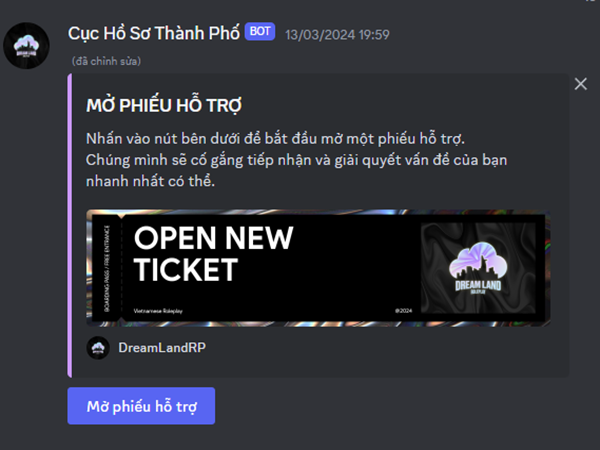 Cục Hồ Sơ Thành Phố BOT 13/03/2024 19:59
(đã chỉnh sửa)
MỞ PHIẾU HỖ TRỢ
Nhấn vào nút bên dưới để bắt đầu mở một phiếu hỗ trợ.
Chúng mình sẽ cố gắng tiếp nhận và giải quyết vấn đề của bạn
nhanh nhất có thể.
BOARDING PASS / FREE ENTRANCE
OPEN NEW
TICKET
Vietnamese Roleplay
@2024
DREAM LAND
DreamLandRP
Mở phiếu hỗ trợ